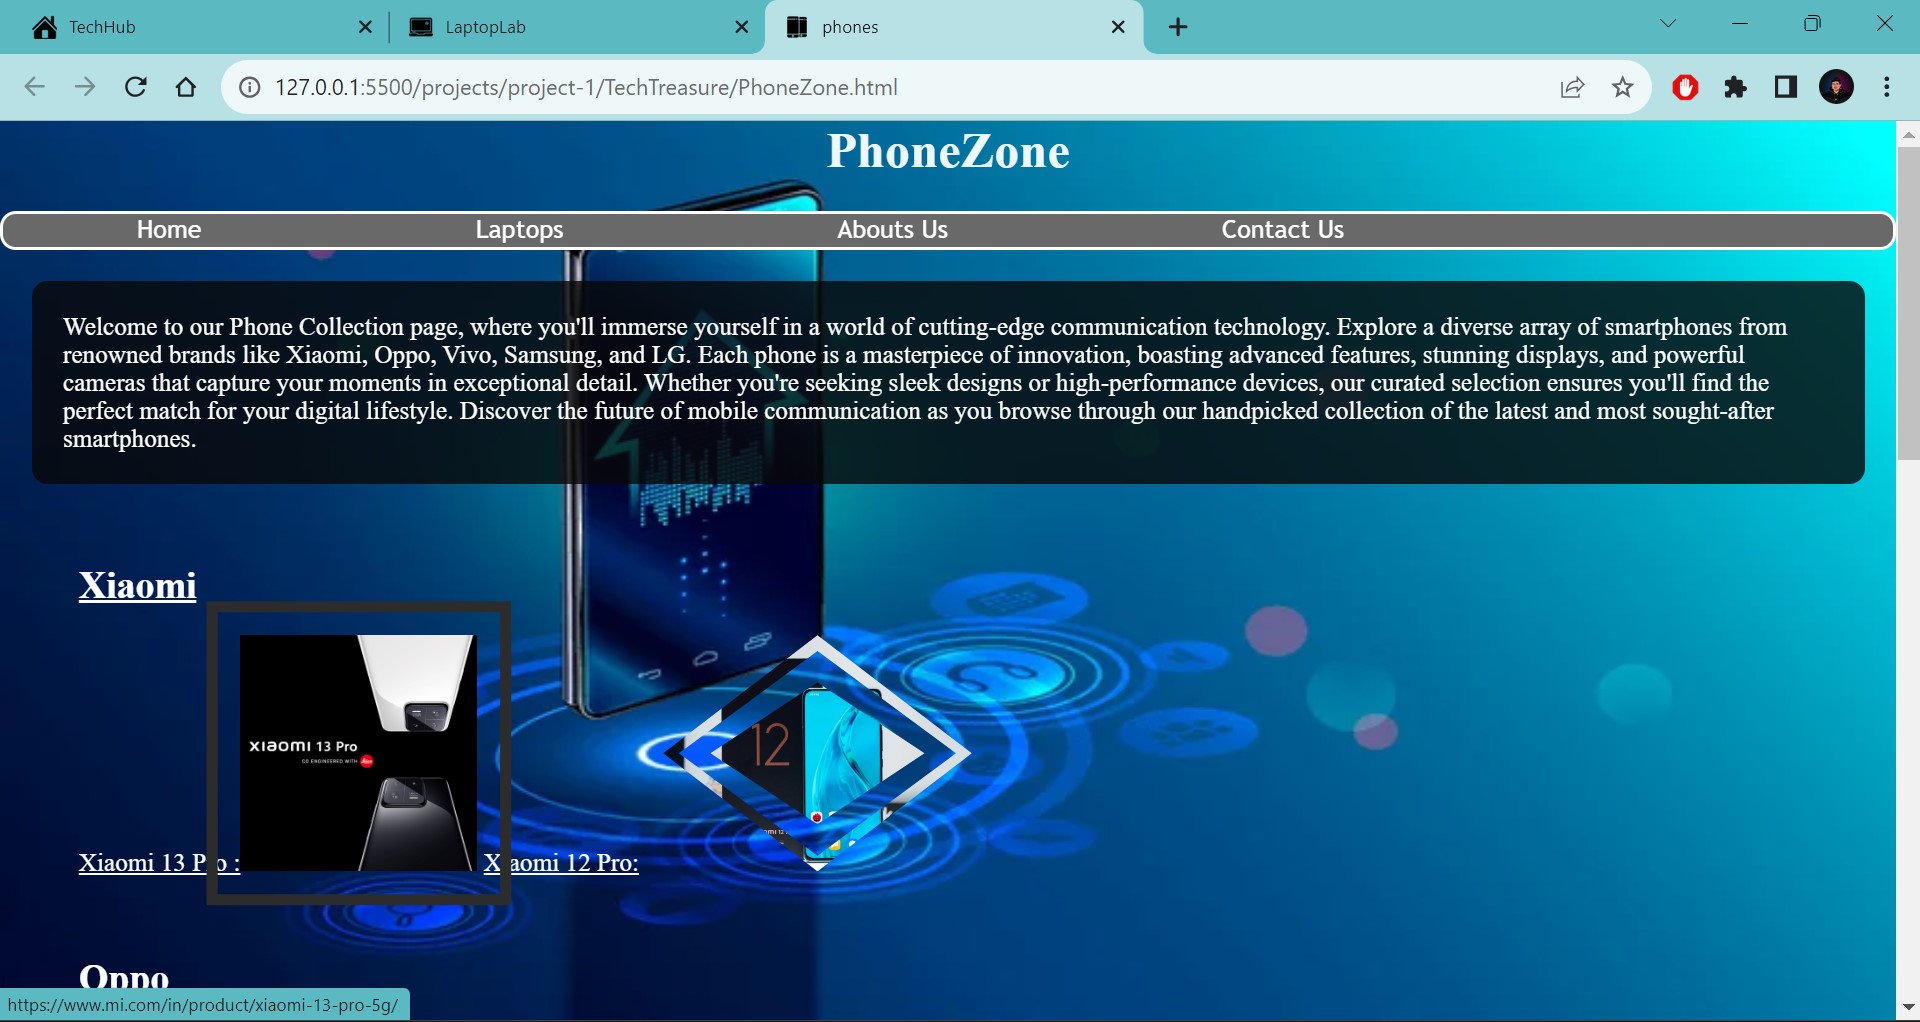 TechHub
LaptopLab
phones
127.0.0.1:5500/projects/project-1/TechTreasure/PhoneZone.html
PhoneZone
Home Laptops Abouts Us Contact Us
Welcome to our Phone Collection page, where you'll immerse yourself in a world of cutting-edge communication technology. Explore a diverse array of smartphones from
renowned brands like Xiaomi, Oppo, Vivo, Samsung, and LG. Each phone is a masterpiece of innovation, boasting advanced features, stunning displays, and powerful
cameras that capture your moments in exceptional detail. Whether you're seeking sleek designs or high-performance devices, our curated selection ensures you'll find the
perfect match for your digital lifestyle. Discover the future of mobile communication as you browse through our handpicked collection of the latest and most sought-after
smartphones.
Xiaomi
xiaomi 13 Pro
CO ENGINEERED WITH
12
Xiaomi 13 Pro :
Xiaomi 12 Pro:
Oppo
https://www.mi.com/in/product/xiaomi-13-pro-5g/